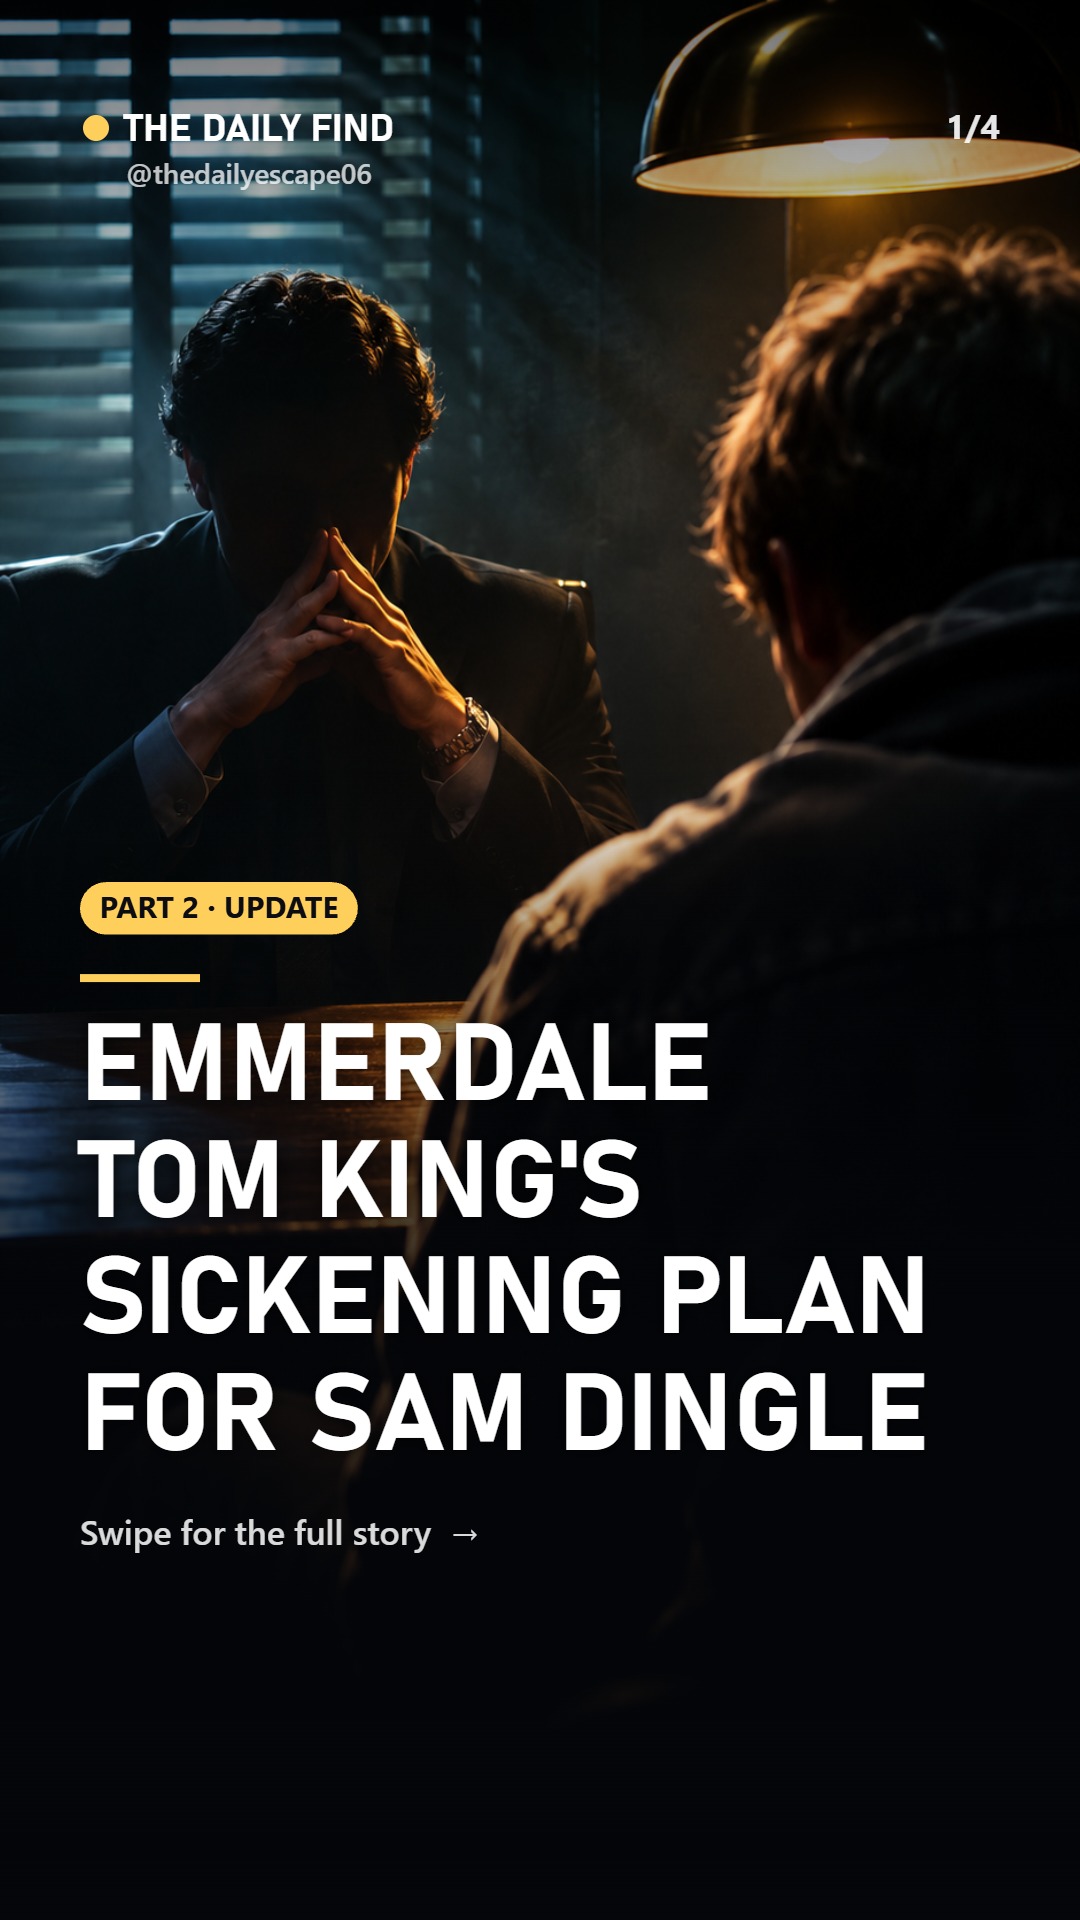 THE DAILY FIND
1/4
@thedailyescape06
PART 2 · UPDATE
EMMERDALE
TOM KING'S
SICKENING PLAN
FOR SAM DINGLE
Swipe for the full story →